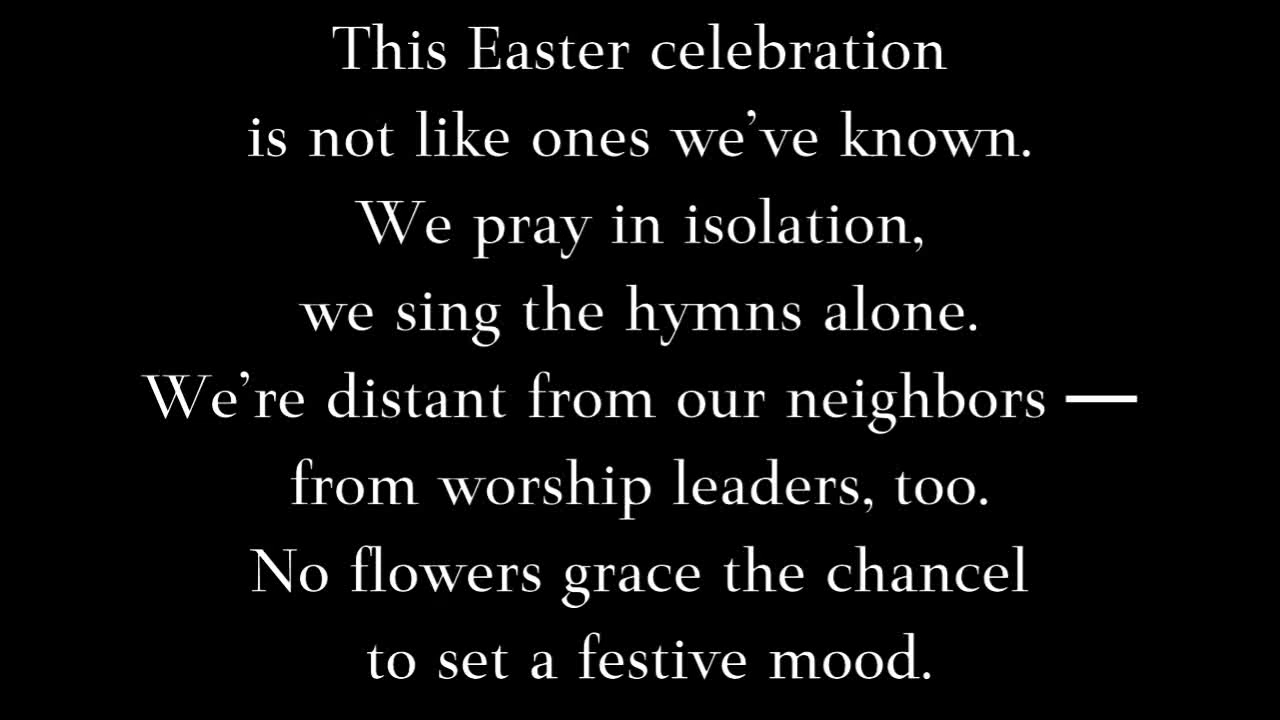 This Easter celebration
is not like ones we’ve known.
We pray in isolation,
we sing the hymns alone.
We’re distant from our neighbors —
from worship leaders, too.
No flowers grace the chancel
to set a festive mood.